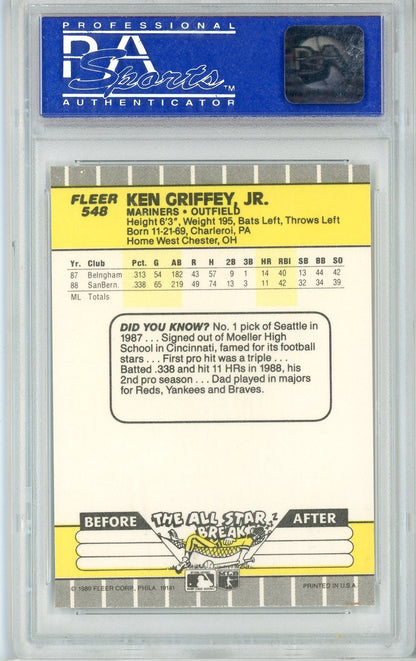 PROFESSIONAL
PSA
Sports™
AUTHENTICATOR
PSA
FLEER
548
KEN GRIFFEY, JR.
MARINERS • OUTFIELD
Height 6'3", Weight 195, Bats Left, Throws Left
Born 11-21-69, Charleroi, PA
Home West Chester, OH
Yr. Club Pct. G AB R H 2B 3B HR RBI SB BB SO
87 Belngham .313 54 182 43 57 9 1 14 40 13 44 42
88 SanBern. .338 65 219 49 74 13 3 11 42 32 34 39
ML Totals
DID YOU KNOW? No. 1 pick of Seattle in
1987 . . . Signed out of Moeller High
School in Cincinnati, famed for its football
stars . . . First pro hit was a triple . . .
Batted .338 and hit 11 HRs in 1988, his
2nd pro season . . . Dad played in majors
for Reds, Yankees and Braves.
BEFORE THE ALL STAR BREAK AFTER
© 1989 FLEER CORP., PHILA. 19141
PRINTED IN U.S.A.